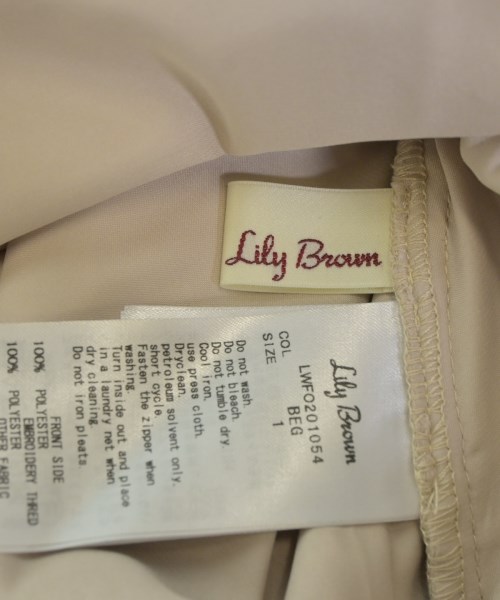 Lily Brown
Lily Brown
LWFO201054
COL BEG
SIZE 1
Do not wash.
Do not bleach.
Do not tumble dry.
Cool iron.
use press cloth.
Dryclean.
petroleum solvent only.
short cycle.
Fasten the zipper when
washing.
Turn inside out and place
in a laundry net when
dry cleaning.
Do not iron pleats.
FRONT SIDE
100% POLYESTER
EMBROIDERY THRED
100% POLYESTER
OTHER FABRIC